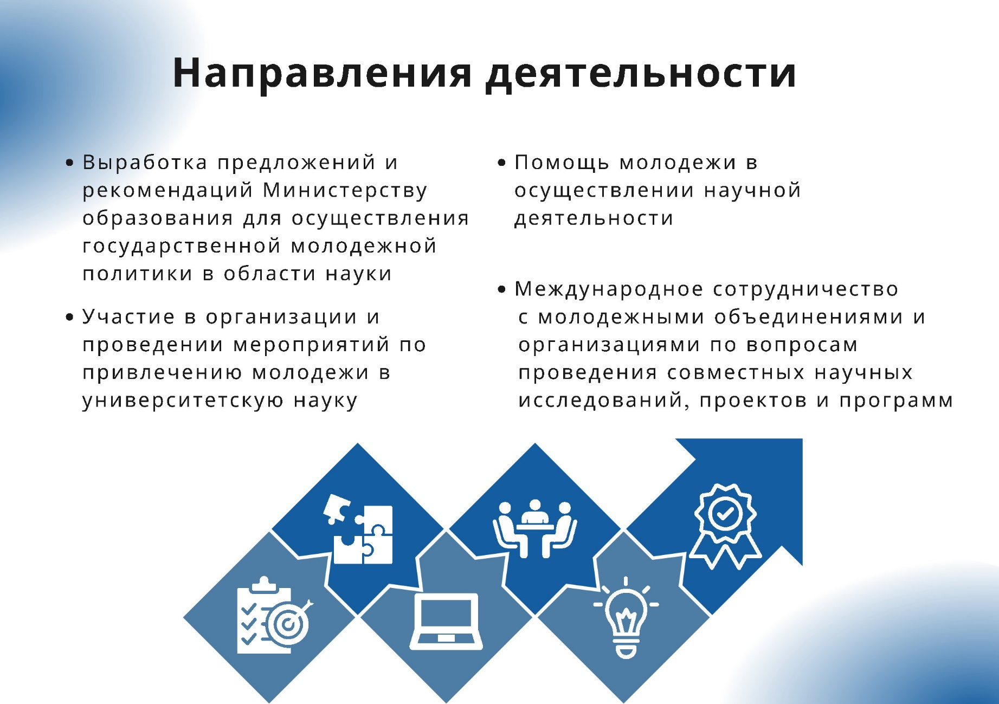 Направления деятельности
• Выработка предложений и
рекомендаций Министерству
образования для осуществления
государственной молодежной
политики в области науки
• Участие в организации и
проведении мероприятий по
привлечению молодежи в
университетскую науку
• Помощь молодежи в
осуществлении научной
деятельности
• Международное сотрудничество
с молодежными объединениями и
организациями по вопросам
проведения совместных научных
исследований, проектов и программ